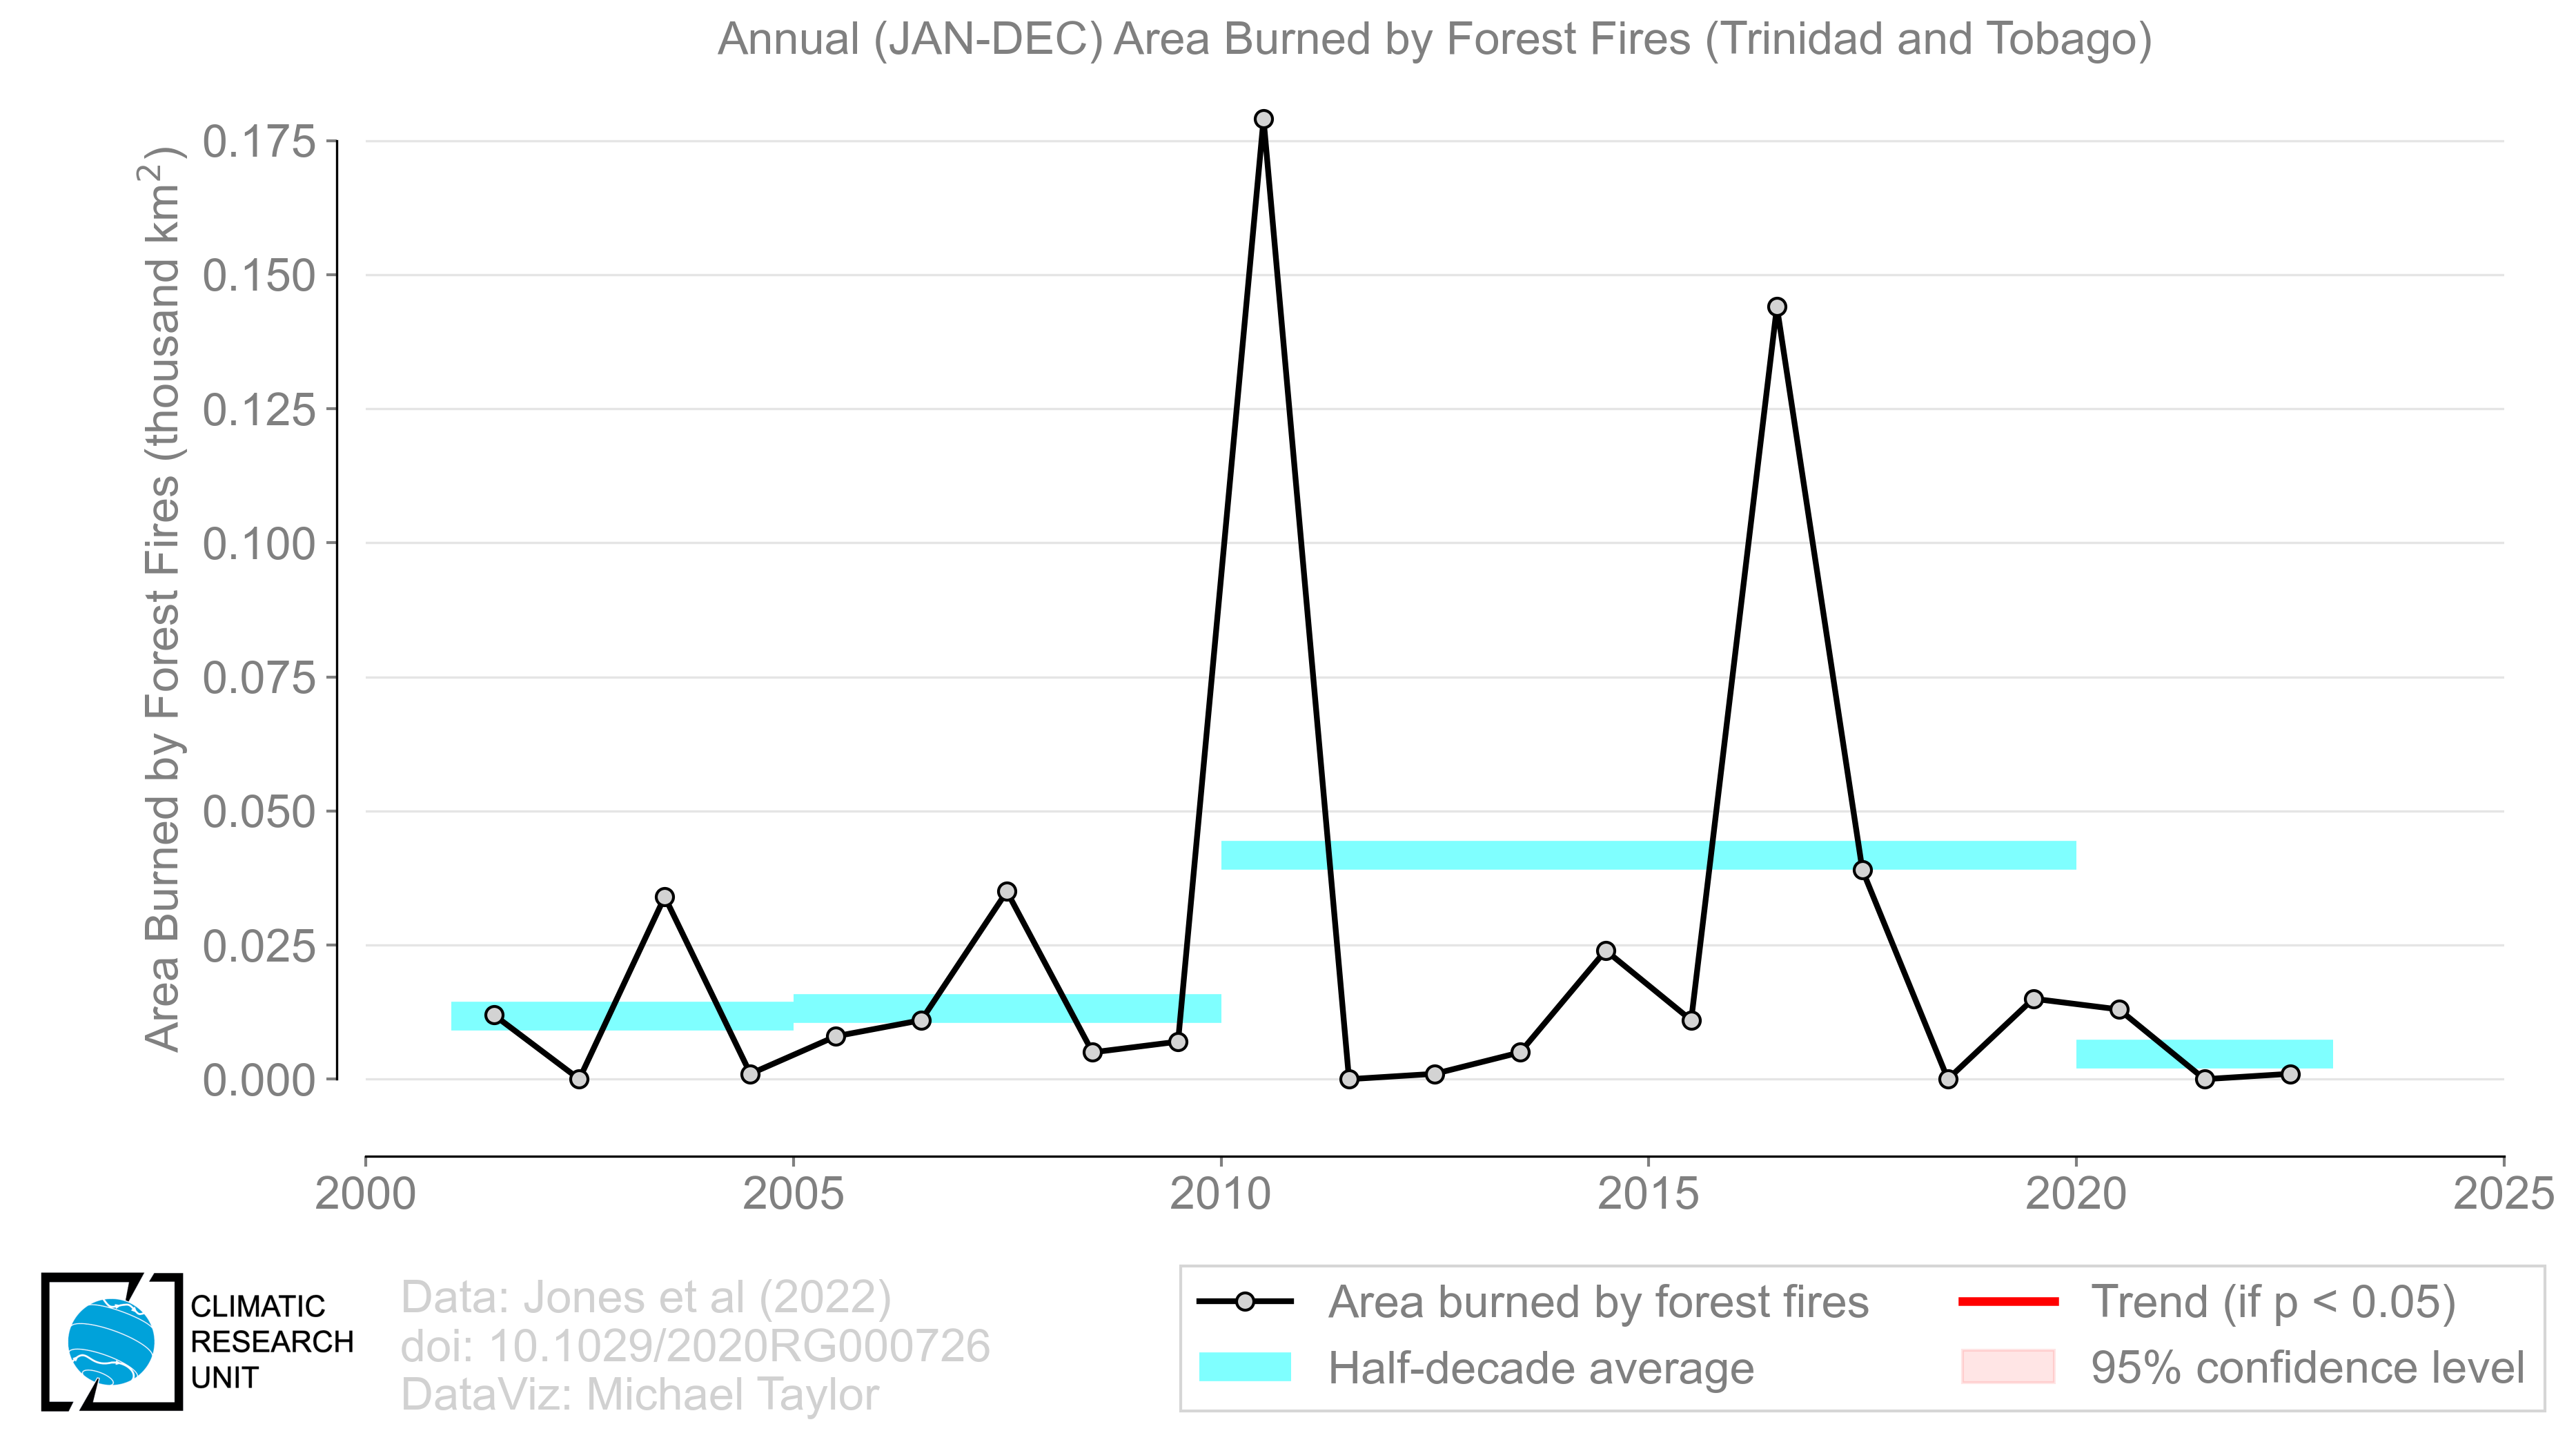 Annual (JAN-DEC) Area Burned by Forest Fires (Trinidad and Tobago)
Area Burned by Forest Fires (thousand km²)
0.175
0.150
0.125
0.100
0.075
0.050
0.025
0.000
2000 2005 2010 2015 2020 2025
CLIMATIC
RESEARCH
UNIT
Data: Jones et al (2022)
doi: 10.1029/2020RG000726
DataViz: Michael Taylor
Area burned by forest fires
Half-decade average
Trend (if p < 0.05)
95% confidence level